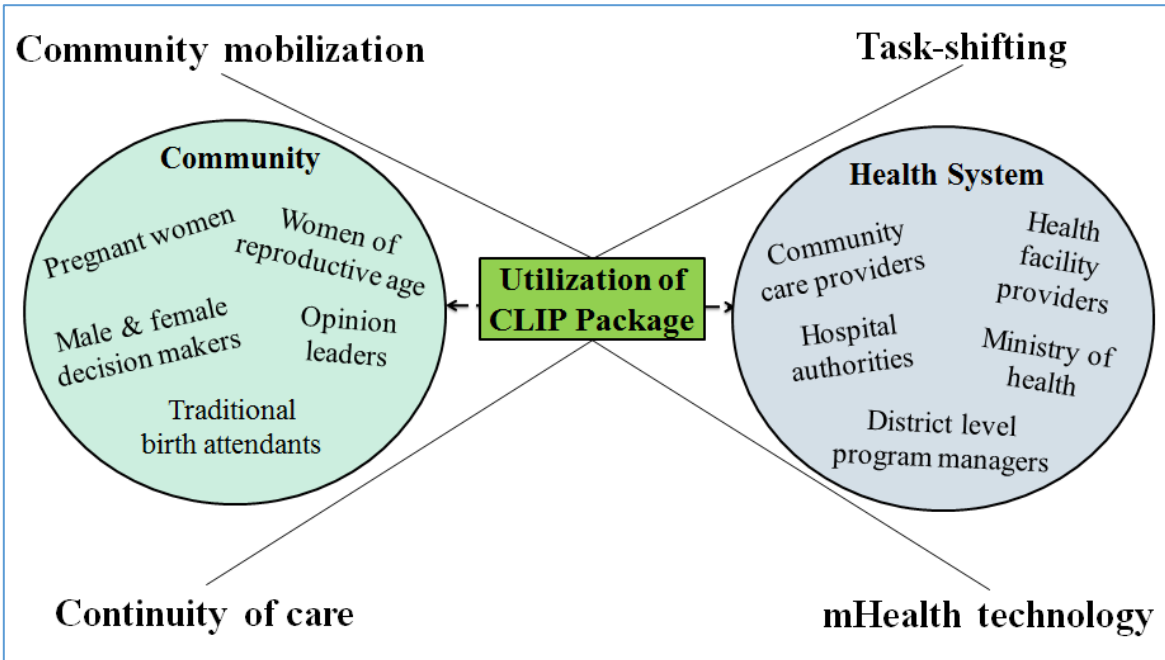 Community mobilization
Task-shifting
Community
Pregnant women
Women of
reproductive age
Male & female
decision makers
Opinion
leaders
Traditional
birth attendants
Utilization of
CLIP Package
Health System
Community
care providers
Health
facility
providers
Hospital
authorities
Ministry of
health
District level
program managers
Continuity of care
mHealth technology